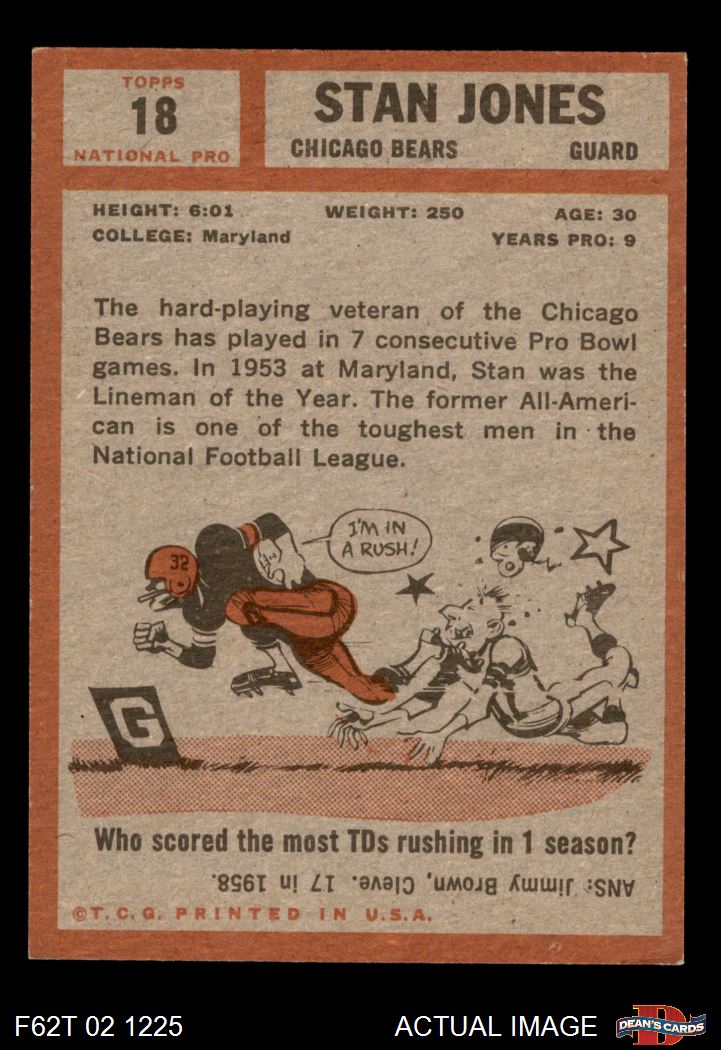 TOPPS
18
NATIONAL PRO
STAN JONES
CHICAGO BEARS GUARD
HEIGHT: 6:01 WEIGHT: 250 AGE: 30
COLLEGE: Maryland YEARS PRO: 9
The hard-playing veteran of the Chicago
Bears has played in 7 consecutive Pro Bowl
games. In 1953 at Maryland, Stan was the
Lineman of the Year. The former All-Ameri-
can is one of the toughest men in the
National Football League.
32
I'M IN
A RUSH!
G
Who scored the most TDs rushing in 1 season?
ANS: Jimmy Brown, Cleve. 17 in 1958.
©T.C.G. PRINTED IN U.S.A.
F62T 02 1225
ACTUAL IMAGE
D
DEAN'S CARDS